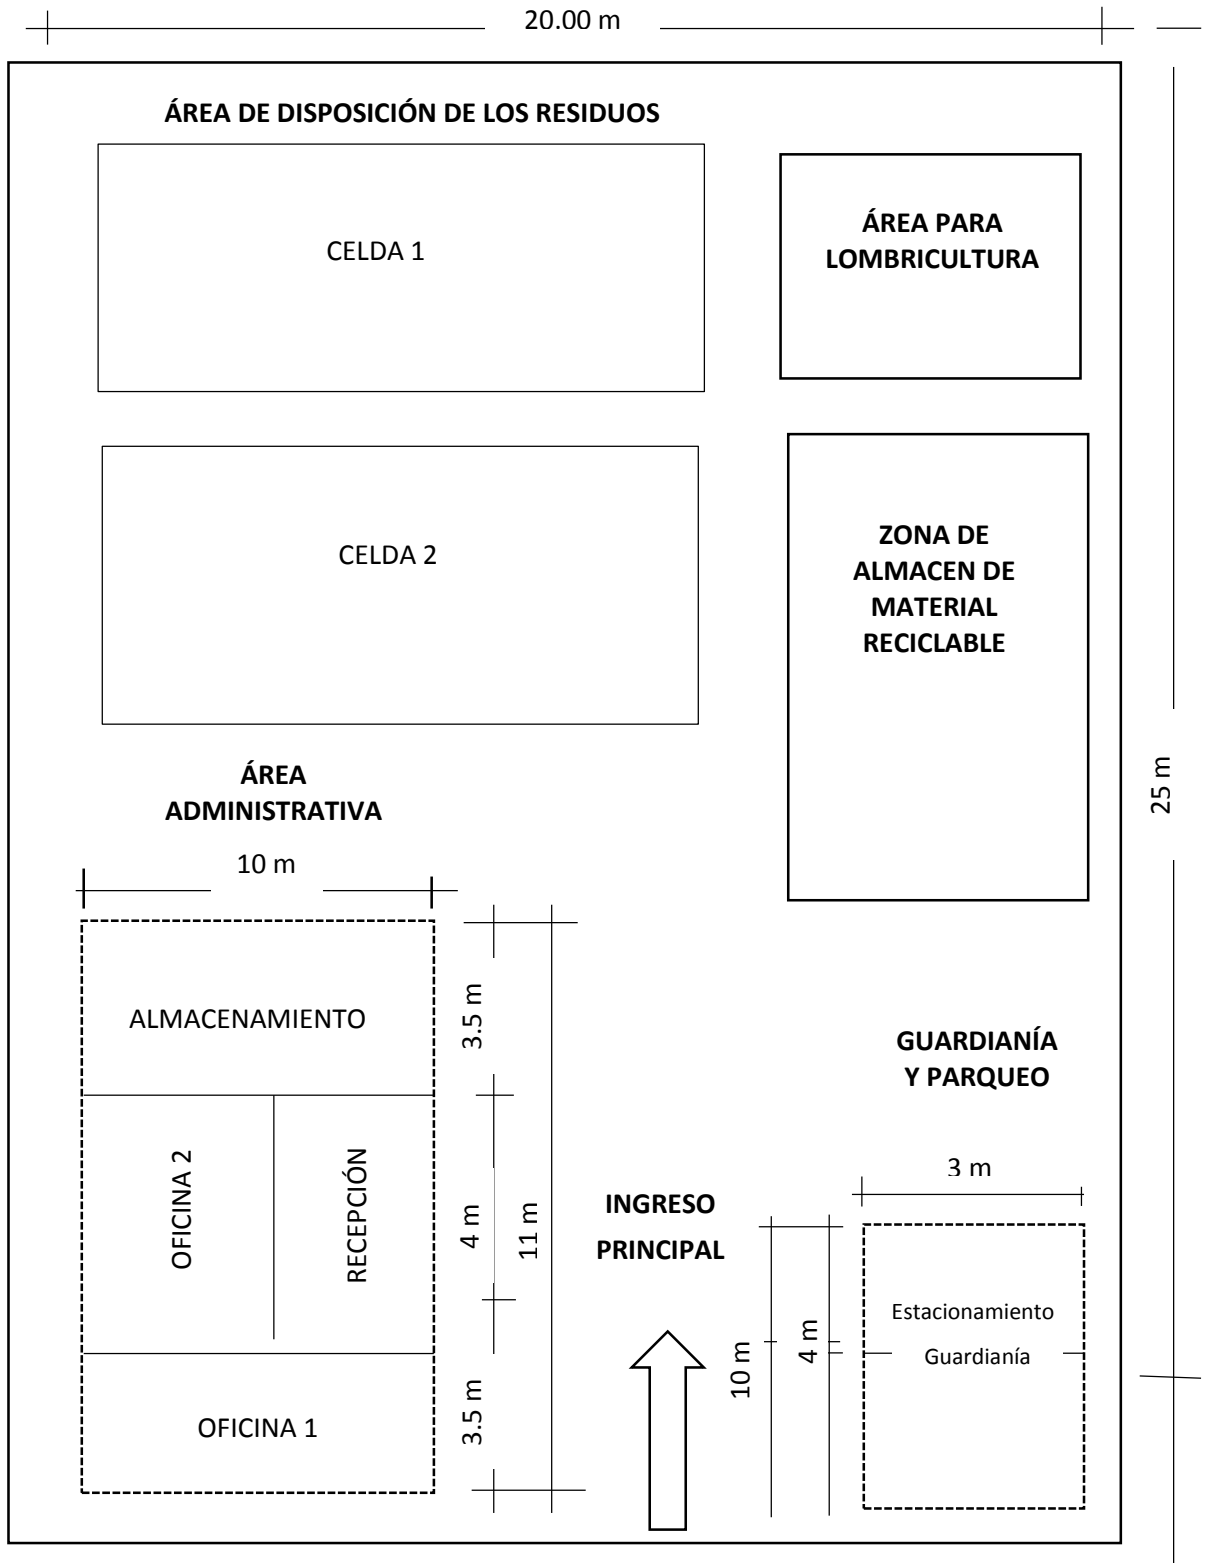 20.00 m
ÁREA DE DISPOSICIÓN DE LOS RESIDUOS
CELDA 1
ÁREA PARA
LOMBRICULTURA
CELDA 2
ZONA DE
ALMACEN DE
MATERIAL
RECICLABLE
25 m
ÁREA
ADMINISTRATIVA
10 m
ALMACENAMIENTO
3.5 m
OFICINA 2
RECEPCIÓN
4 m
11 m
OFICINA 1
3.5 m
INGRESO
PRINCIPAL
GUARDIANÍA
Y PARQUEO
3 m
10 m
4 m
Estacionamiento
Guardianía